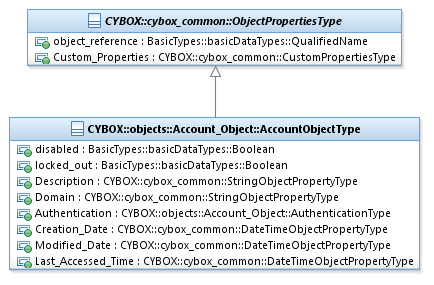 CYBOX::cybox_common::ObjectPropertiesType
object_reference : BasicTypes::basicDataTypes::QualifiedName
Custom_Properties : CYBOX::cybox_common::CustomPropertiesType
CYBOX::objects::Account_Object::AccountObjectType
disabled : BasicTypes::basicDataTypes::Boolean
locked_out : BasicTypes::basicDataTypes::Boolean
Description : CYBOX::cybox_common::StringObjectPropertyType
Domain : CYBOX::cybox_common::StringObjectPropertyType
Authentication : CYBOX::objects::Account_Object::AuthenticationType
Creation_Date : CYBOX::cybox_common::DateTimeObjectPropertyType
Modified_Date : CYBOX::cybox_common::DateTimeObjectPropertyType
Last_Accessed_Time : CYBOX::cybox_common::DateTimeObjectPropertyType